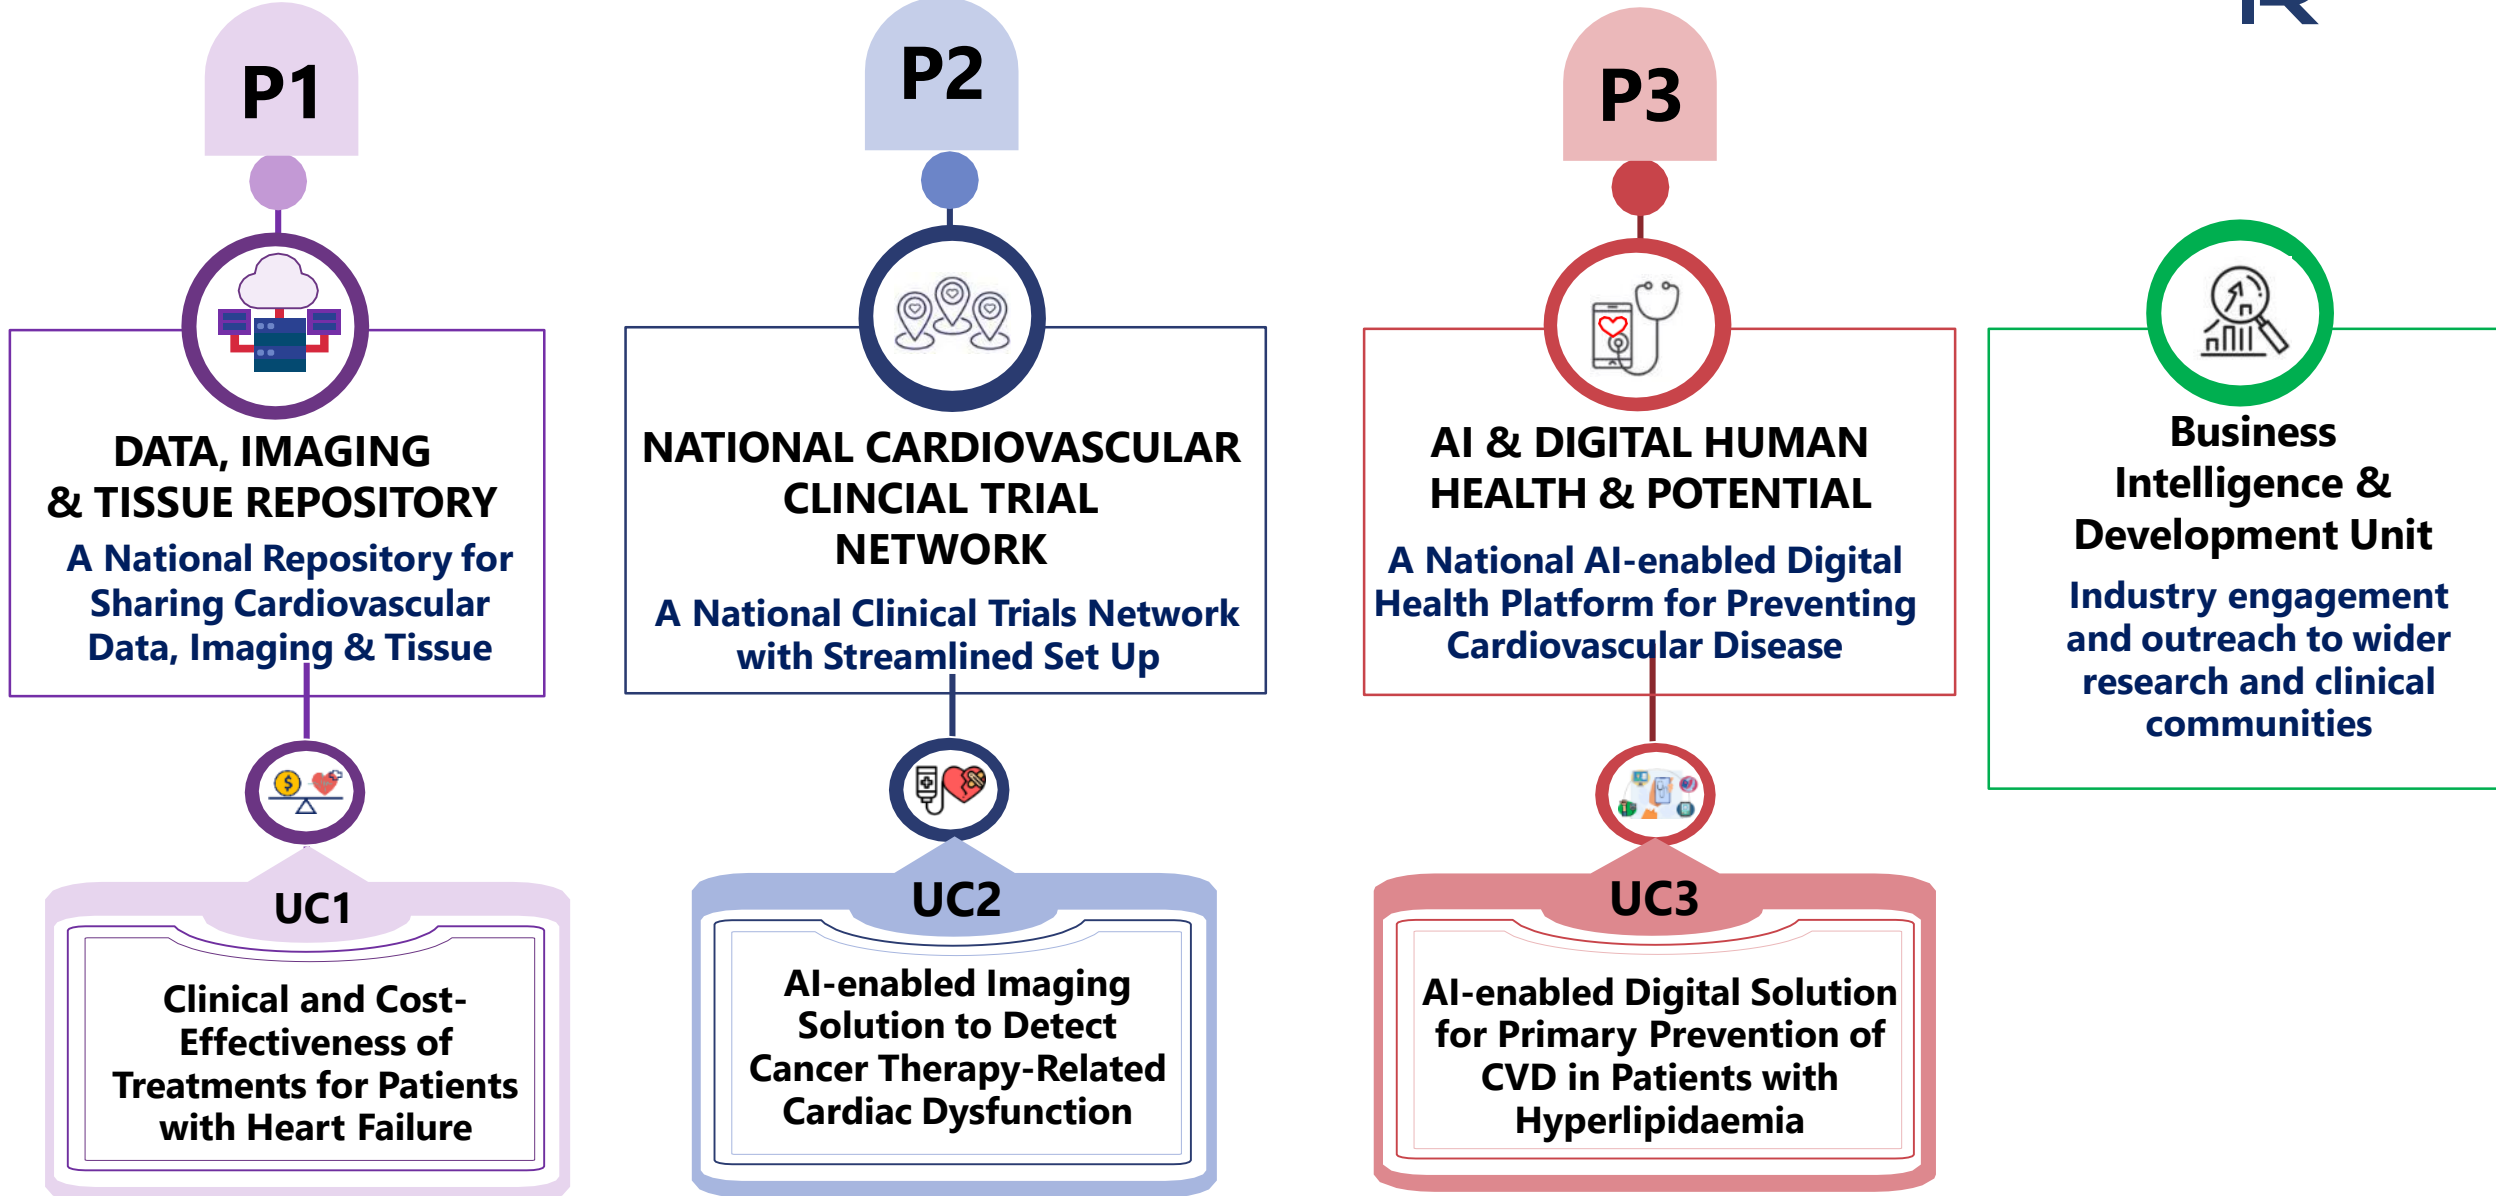 P1
DATA, IMAGING
& TISSUE REPOSITORY
A National Repository for
Sharing Cardiovascular
Data, Imaging & Tissue
UC1
Clinical and Cost-
Effectiveness of
Treatments for Patients
with Heart Failure
P2
NATIONAL CARDIOVASCULAR
CLINCIAL TRIAL
NETWORK
A National Clinical Trials Network
with Streamlined Set Up
UC2
AI-enabled Imaging
Solution to Detect
Cancer Therapy-Related
Cardiac Dysfunction
P3
AI & DIGITAL HUMAN
HEALTH & POTENTIAL
A National AI-enabled Digital
Health Platform for Preventing
Cardiovascular Disease
UC3
AI-enabled Digital Solution
for Primary Prevention of
CVD in Patients with
Hyperlipidaemia
Business
Intelligence &
Development Unit
Industry engagement
and outreach to wider
research and clinical
communities